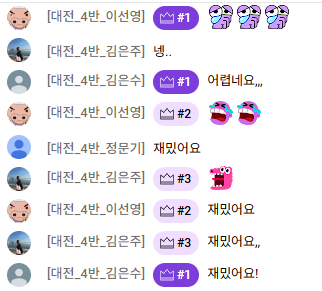 [대전_4반_이선영] #1
[대전_4반_김은주] 넹..
[대전_4반_김은수] #1 어렵네요,,,
[대전_4반_이선영] #2
[대전_4반_정문기] 재밌어요
[대전_4반_김은주] #3
[대전_4반_이선영] #2 재밌어요
[대전_4반_김은주] #3 재밌어요,,
[대전_4반_김은수] #1 재밌어요!